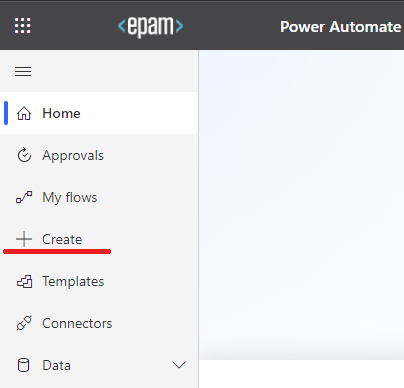 <epam> Power Automate
Home
Approvals
My flows
Create
Templates
Connectors
Data